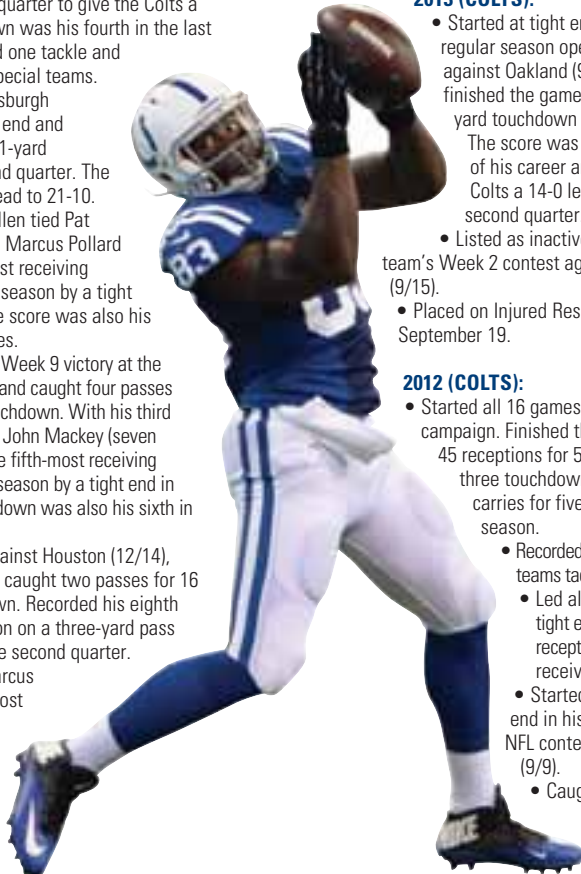 quarter to give the Colts a
wn was his fourth in the last
d one tackle and
pecial teams.
sburgh
end and
1-yard
nd quarter. The
ead to 21-10.
llen tied Pat
Marcus Pollard
st receiving
season by a tight
e score was also his
es.
Week 9 victory at the
and caught four passes
uchdown. With his third
John Mackey (seven
e fifth-most receiving
season by a tight end in
down was also his sixth in
ainst Houston (12/14),
caught two passes for 16
wn. Recorded his eighth
on on a three-yard pass
e second quarter.
arcus
ost
83
NIKE
2013 (COLTS):
• Started at tight e
regular season ope
against Oakland (9
finished the game
yard touchdown
The score was
of his career a
Colts a 14-0 le
second quarter
• Listed as inactiv
team's Week 2 contest ag
(9/15).
• Placed on Injured Res
September 19.
2012 (COLTS):
• Started all 16 games
campaign. Finished th
45 receptions for 5
three touchdow
carries for five
season.
• Recorded
teams tac
• Led al
tight e
recept
receiv
• Started
end in his
NFL conte
(9/9).
• Caug